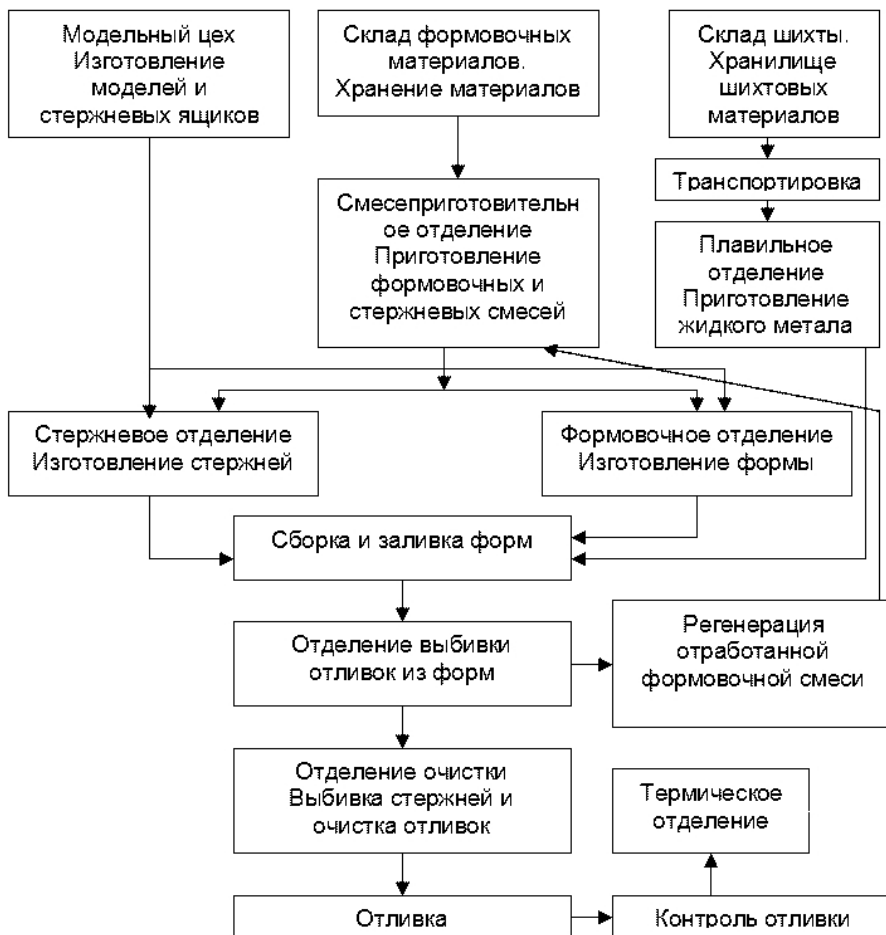 Модельный цех
Изготовление
моделей и
стержневых ящиков
Склад формовочных
материалов.
Хранение материалов
Склад шихты.
Хранилище
шихтовых
материалов
Транспортировка
Смесеприготовительн
ое отделение
Приготовление
формовочных и
стержневых смесей
Плавильное
отделение
Приготовление
жидкого метала
Стержневое отделение
Изготовление стержней
Формовочное отделение
Изготовление формы
Сборка и заливка форм
Отделение выбивки
отливок из форм
Регенерация
отработанной
формовочной смеси
Отделение очистки
Выбивка стержней и
очистка отливок
Термическое
отделение
Отливка
Контроль отливки